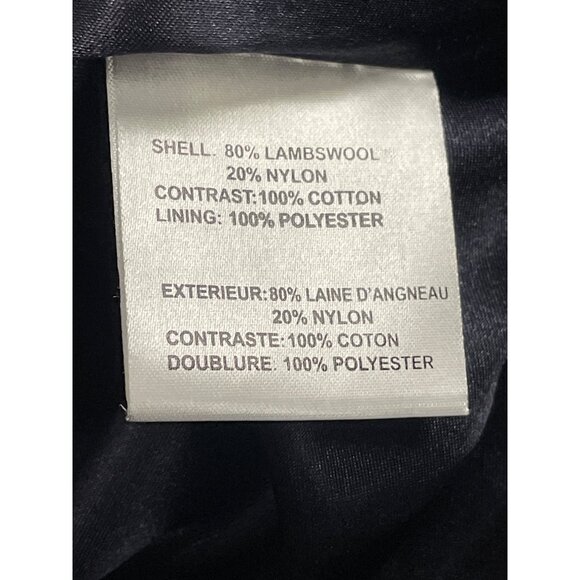 SHELL. 80% LAMBSWOOL
20% NYLON
CONTRAST:100% COTTON
LINING: 100% POLYESTER
EXTERIEUR:80% LAINE D'ANGNEAU
20% NYLON
CONTRASTE:100% COTON
DOUBLURE. 100% POLYESTER